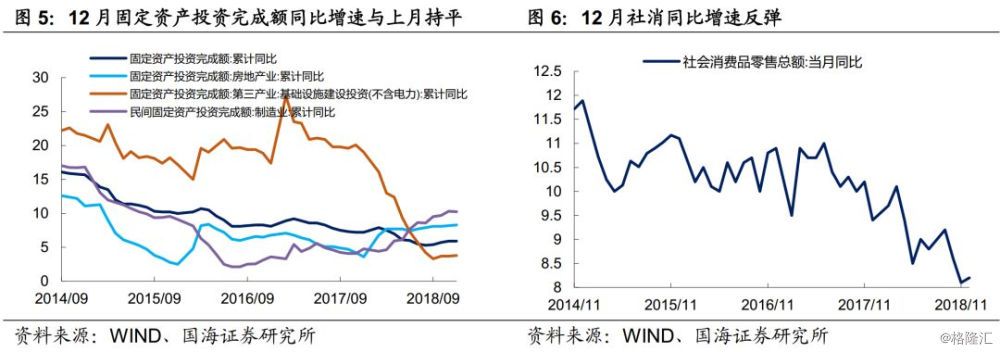 图 5：12 月固定资产投资完成额同比增速与上月持平
固定资产投资完成额:累计同比
固定资产投资完成额:房地产业:累计同比
固定资产投资完成额:第三产业:基础设施建设投资(不含电力):累计同比
民间固定资产投资完成额:制造业:累计同比
30
25
20
15
10
5
0
2014/09 2015/09 2016/09 2017/09 2018/09
资料来源：WIND、国海证券研究所
图 6：12 月社消同比增速反弹
社会消费品零售总额:当月同比
12.5
12
11.5
11
10.5
10
9.5
9
8.5
8
2014/11 2015/11 2016/11 2017/11 2018/11
资料来源：WIND、国海证券研究所
@格隆汇